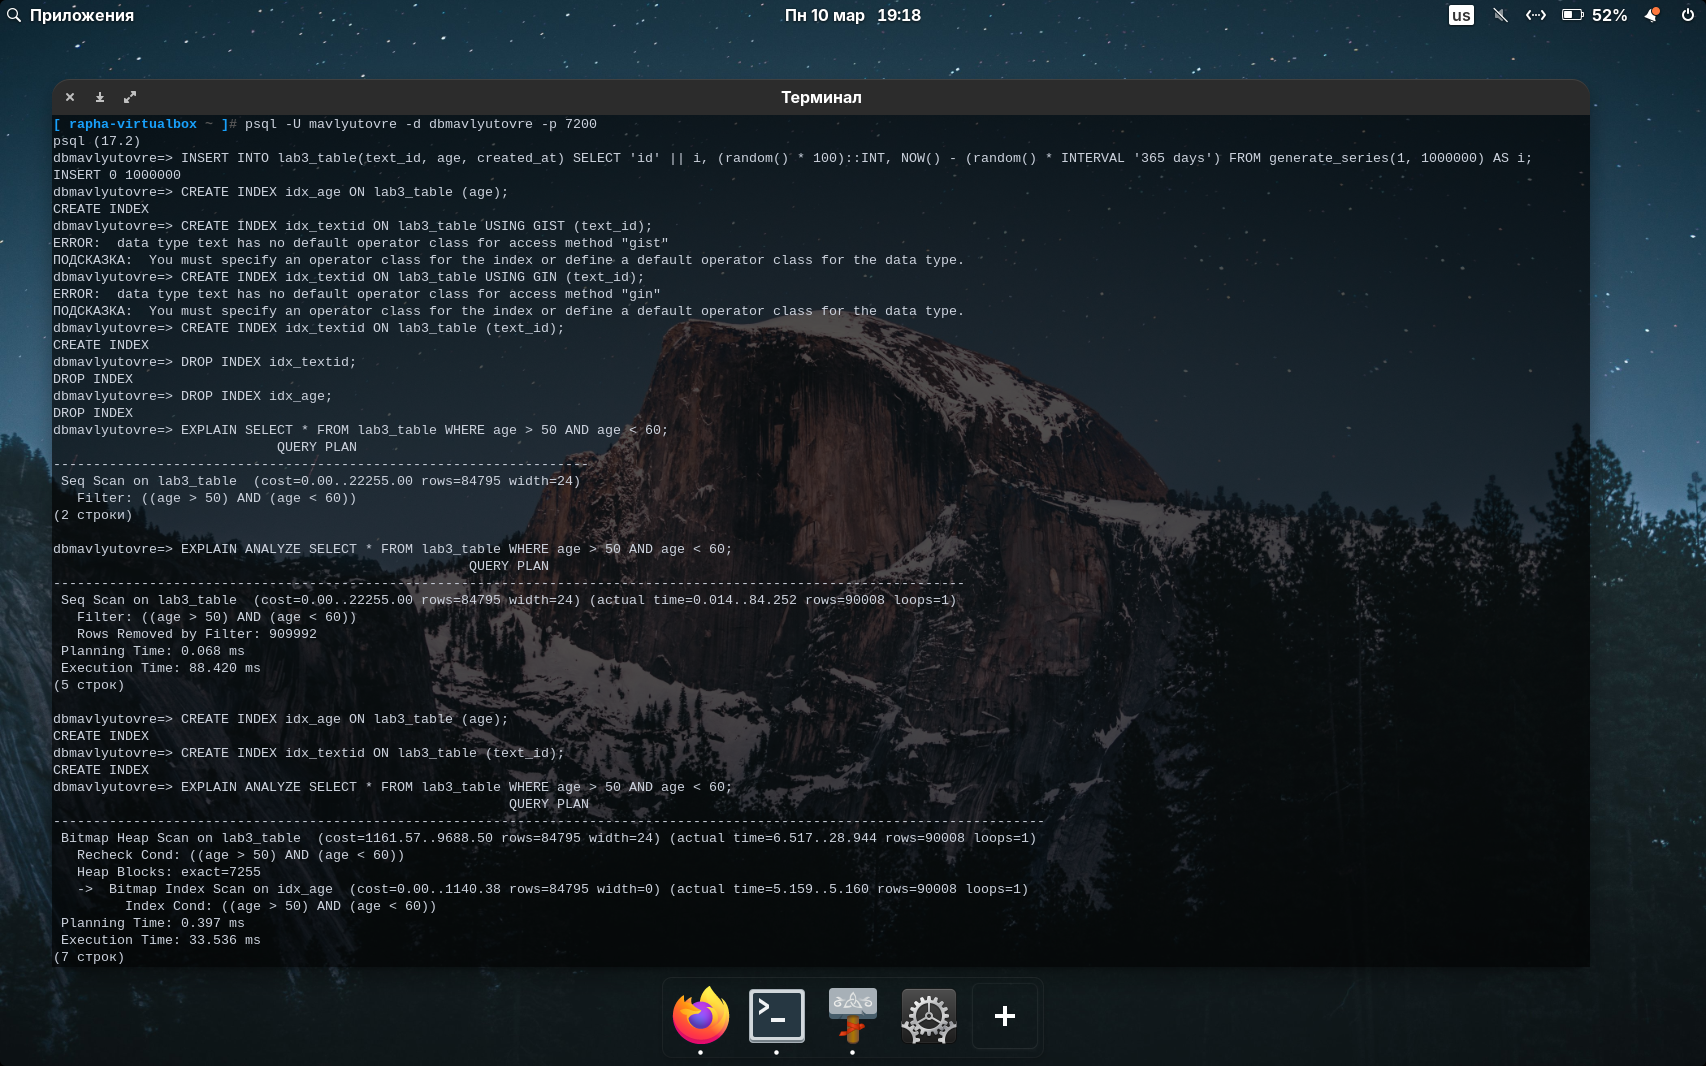 Приложения
Пн 10 мар 19:18
us
52%
Терминал
[ rapha-virtualbox ~ ]# psql -U mavlyutovre -d dbmavlyutovre -p 7200
psql (17.2)
dbmavlyutovre=> INSERT INTO lab3_table(text_id, age, created_at) SELECT 'id' || i, (random() * 100)::INT, NOW() - (random() * INTERVAL '365 days') FROM generate_series(1, 1000000) AS i;
INSERT 0 1000000
dbmavlyutovre=> CREATE INDEX idx_age ON lab3_table (age);
CREATE INDEX
dbmavlyutovre=> CREATE INDEX idx_textid ON lab3_table USING GIST (text_id);
ERROR:  data type text has no default operator class for access method "gist"
ПОДСКАЗКА:  You must specify an operator class for the index or define a default operator class for the data type.
dbmavlyutovre=> CREATE INDEX idx_textid ON lab3_table USING GIN (text_id);
ERROR:  data type text has no default operator class for access method "gin"
ПОДСКАЗКА:  You must specify an operator class for the index or define a default operator class for the data type.
dbmavlyutovre=> CREATE INDEX idx_textid ON lab3_table (text_id);
CREATE INDEX
dbmavlyutovre=> DROP INDEX idx_textid;
DROP INDEX
dbmavlyutovre=> DROP INDEX idx_age;
DROP INDEX
dbmavlyutovre=> EXPLAIN SELECT * FROM lab3_table WHERE age > 50 AND age < 60;
QUERY PLAN
-------------------------------------------------------------------
Seq Scan on lab3_table  (cost=0.00..22255.00 rows=84795 width=24)
Filter: ((age > 50) AND (age < 60))
(2 строки)
dbmavlyutovre=> EXPLAIN ANALYZE SELECT * FROM lab3_table WHERE age > 50 AND age < 60;
QUERY PLAN
------------------------------------------------------------------------------------------------------------------
Seq Scan on lab3_table  (cost=0.00..22255.00 rows=84795 width=24) (actual time=0.014..84.252 rows=90008 loops=1)
Filter: ((age > 50) AND (age < 60))
Rows Removed by Filter: 909992
Planning Time: 0.068 ms
Execution Time: 88.420 ms
(5 строк)
dbmavlyutovre=> CREATE INDEX idx_age ON lab3_table (age);
CREATE INDEX
dbmavlyutovre=> CREATE INDEX idx_textid ON lab3_table (text_id);
CREATE INDEX
dbmavlyutovre=> EXPLAIN ANALYZE SELECT * FROM lab3_table WHERE age > 50 AND age < 60;
QUERY PLAN
----------------------------------------------------------------------------------------------------------------------------
Bitmap Heap Scan on lab3_table  (cost=1161.57..9688.50 rows=84795 width=24) (actual time=6.517..28.944 rows=90008 loops=1)
Recheck Cond: ((age > 50) AND (age < 60))
Heap Blocks: exact=7255
->  Bitmap Index Scan on idx_age  (cost=0.00..1140.38 rows=84795 width=0) (actual time=5.159..5.160 rows=90008 loops=1)
Index Cond: ((age > 50) AND (age < 60))
Planning Time: 0.397 ms
Execution Time: 33.536 ms
(7 строк)